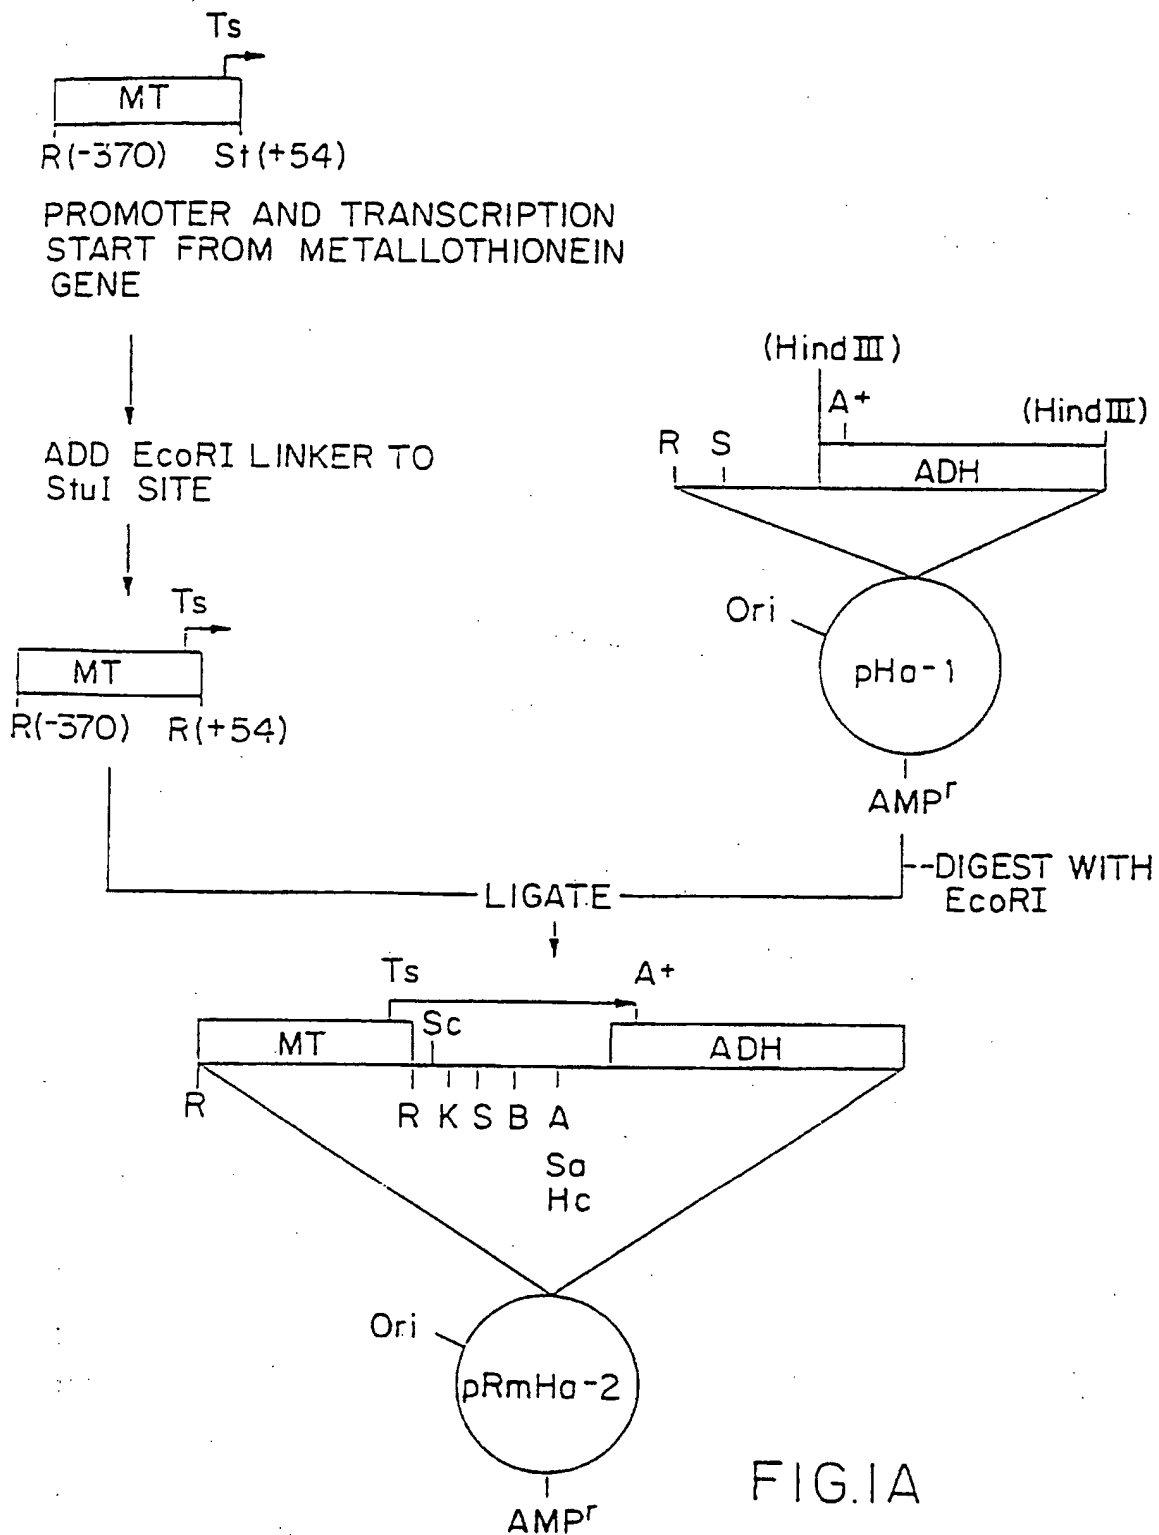 Ts
MT
R(-370) St(+54)
PROMOTER AND TRANSCRIPTION
START FROM METALLOTHIONEIN
GENE
ADD EcoRI LINKER TO
StuI SITE
Ts
MT
R(-370) R(+54)
(HindIII)
A+
(HindIII)
R S
ADH
Ori
pHa-1
AMPr
--DIGEST WITH
EcoRI
LIGATE
Ts
A+
Sc
MT
ADH
R
R K S B A
Sa
Hc
Ori
pRmHa-2
AMPr
FIG.1A